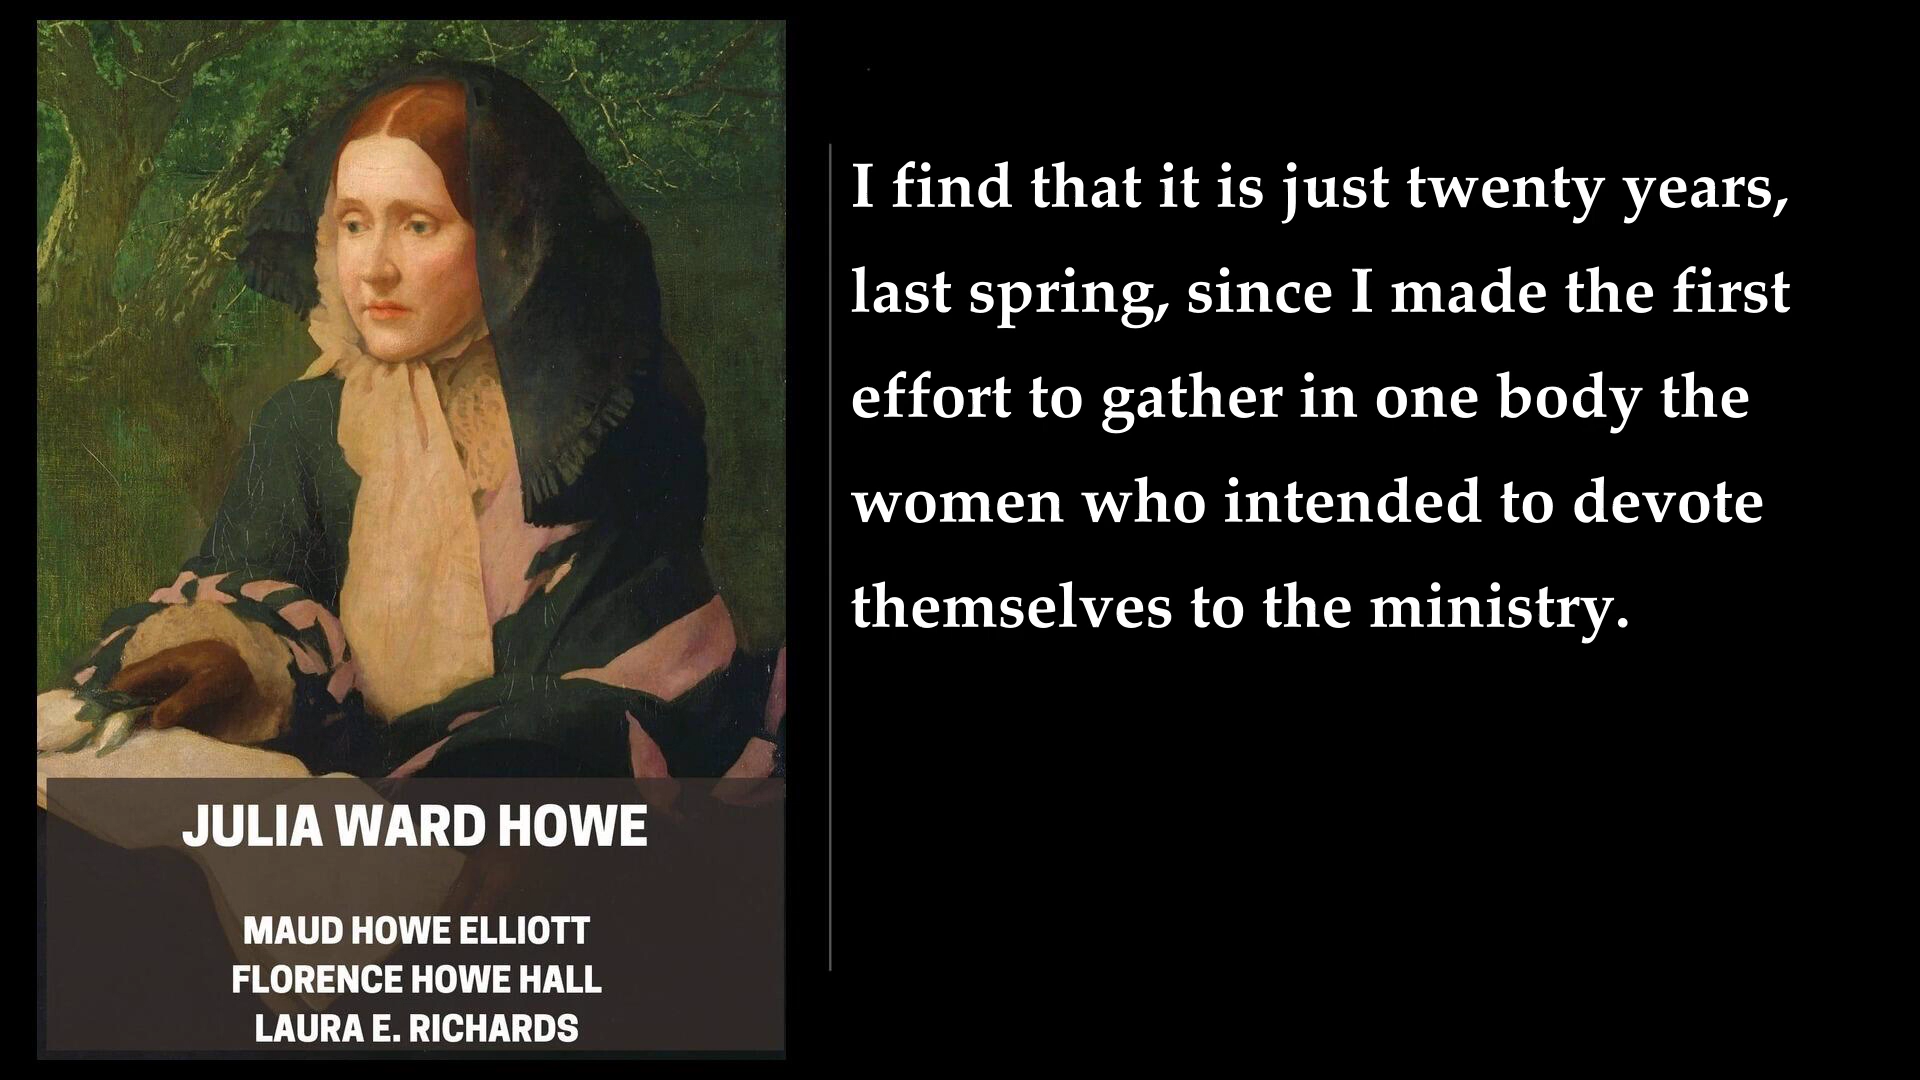 JULIA WARD HOWE
MAUD HOWE ELLIOTT
FLORENCE HOWE HALL
LAURA E. RICHARDS
I find that it is just twenty years,
last spring, since I made the first
effort to gather in one body the
women who intended to devote
themselves to the ministry.